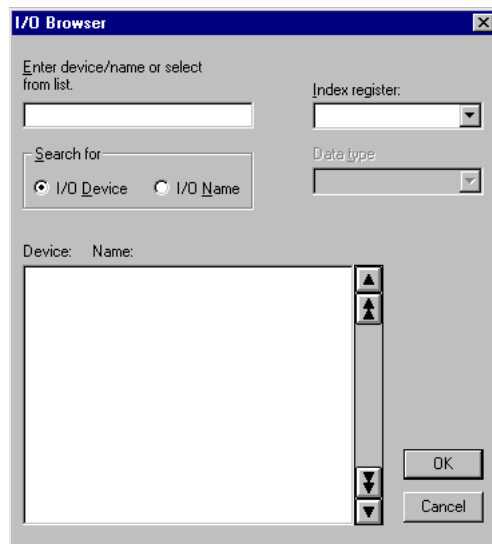 I/O Browser
Enter device/name or select
from list.
Index register:
Search for
I/O Device I/O Name
Data type
Device: Name:
OK
Cancel